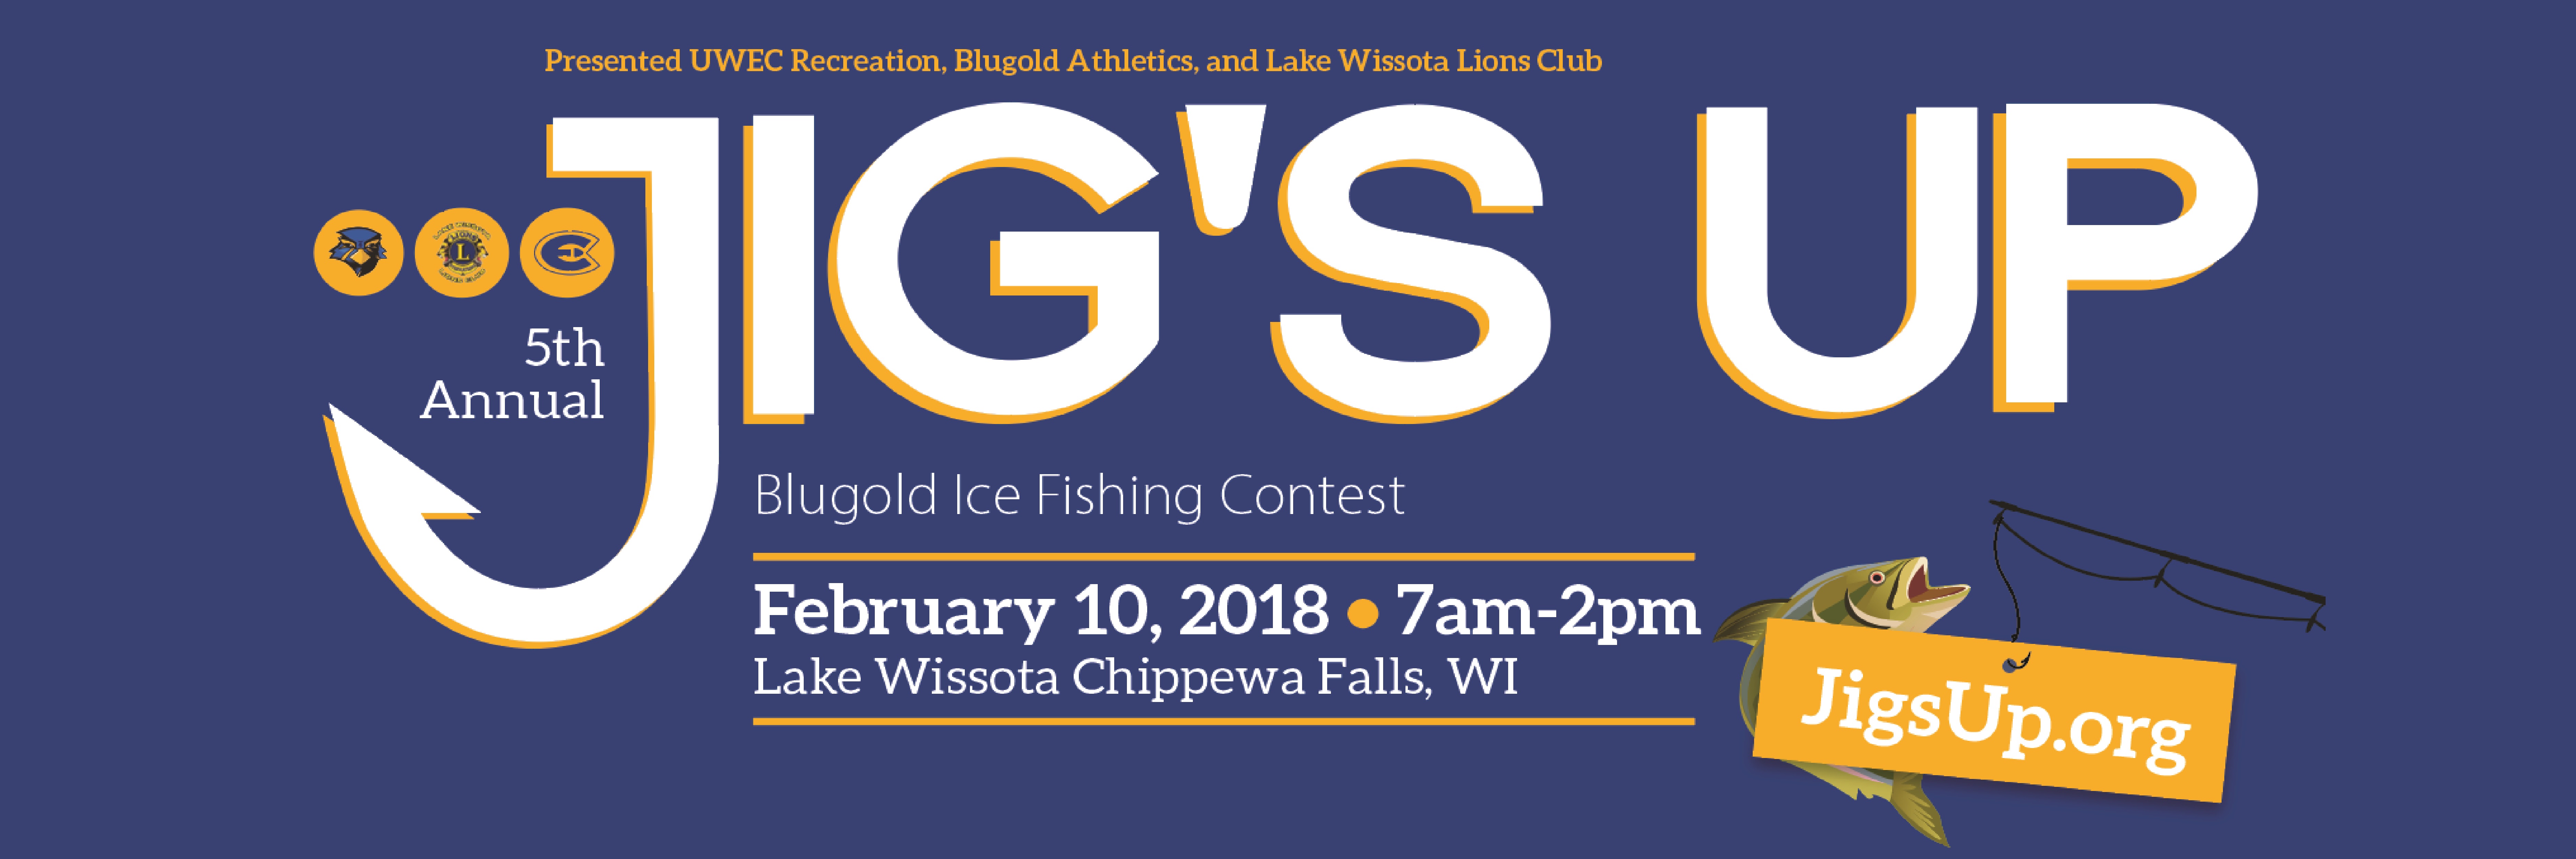 Presented UWEC Recreation, Blugold Athletics, and Lake Wissota Lions Club
JIG'S UP
5th
Annual
Blugold Ice Fishing Contest
February 10, 2018 • 7am-2pm
Lake Wissota Chippewa Falls, WI
JigsUp.org
LIONS
L